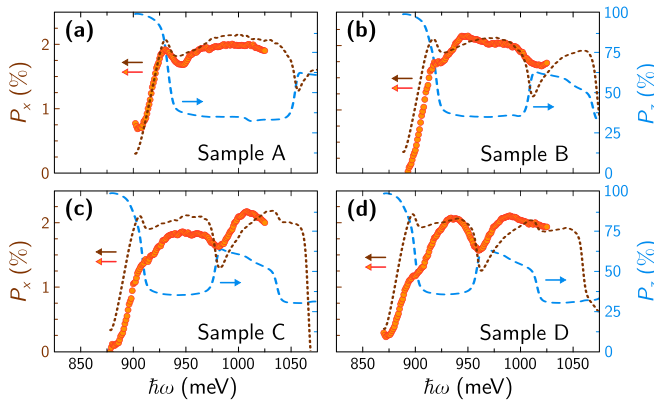 (a)
(b)
2
1
0
P_x (%)
Sample A
Sample B
100
75
50
25
0
P_z (%)
(c)
(d)
2
1
0
P_x (%)
Sample C
Sample D
100
75
50
25
0
P_z (%)
850 900 950 1000 1050
850 900 950 1000 1050
ħω (meV)
ħω (meV)